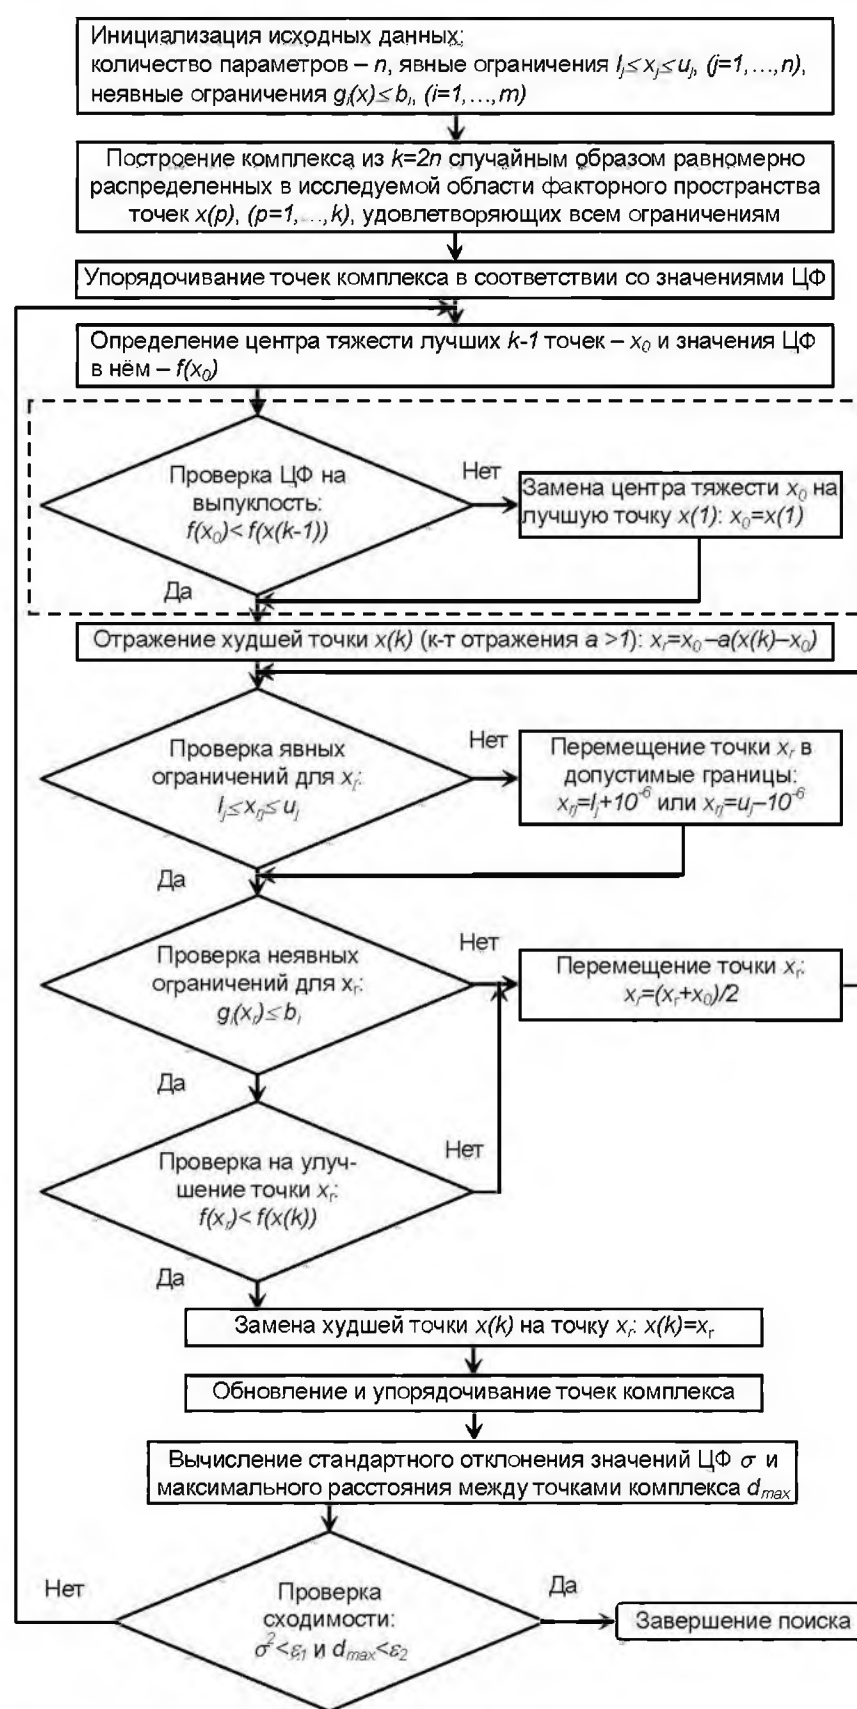 Инициализация исходных данных:
количество параметров – n, явные ограничения lⱼ≤xⱼ≤uⱼ, (j=1,...,n),
неявные ограничения gᵢ(x)≤bᵢ, (i=1,...,m)
Построение комплекса из k=2n случайным образом равномерно
распределенных в исследуемой области факторного пространства
точек x(p), (p=1,...,k), удовлетворяющих всем ограничениям
Упорядочивание точек комплекса в соответствии со значениями ЦФ
Определение центра тяжести лучших k-1 точек – x₀ и значения ЦФ
в нём – f(x₀)
Проверка ЦФ на
выпуклость:
f(x₀)< f(x(k-1))
Нет
Замена центра тяжести x₀ на
лучшую точку x(1): x₀=x(1)
Да
Отражение худшей точки x(k) (к-т отражения a >1): xᵣ=x₀–a(x(k)–x₀)
Проверка явных
ограничений для xᵣ:
lⱼ≤xᵣⱼ≤ uⱼ
Нет
Перемещение точки xᵣ в
допустимые границы:
xᵣⱼ=lⱼ+10⁻⁶ или xᵣⱼ=uⱼ–10⁻⁶
Да
Проверка неявных
ограничений для xᵣ:
gᵢ(xᵣ)≤bᵢ
Нет
Перемещение точки xᵣ:
xᵣ=(xᵣ+x₀)/2
Да
Проверка на улуч-
шение точки xᵣ:
f(xᵣ)< f(x(k))
Нет
Да
Замена худшей точки x(k) на точку xᵣ: x(k)=xᵣ
Обновление и упорядочивание точек комплекса
Вычисление стандартного отклонения значений ЦФ σ и
максимального расстояния между точками комплекса dₘₐₓ
Нет
Проверка
сходимости:
σ²<ε₁ и dₘₐₓ<ε₂
Да
Завершение поиска